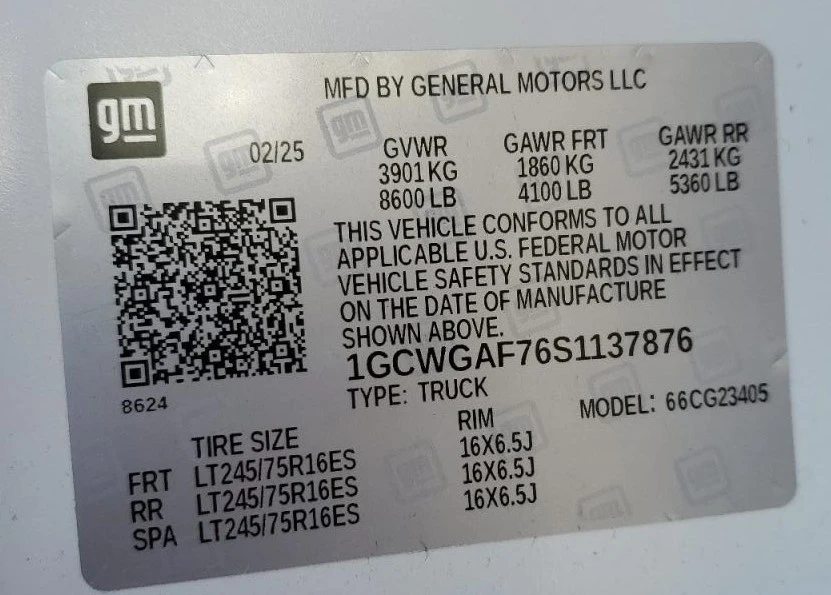 gm
MFD BY GENERAL MOTORS LLC
02/25
GVWR
3901 KG
8600 LB
GAWR FRT
1860 KG
4100 LB
GAWR RR
2431 KG
5360 LB
THIS VEHICLE CONFORMS TO ALL
APPLICABLE U.S. FEDERAL MOTOR
VEHICLE SAFETY STANDARDS IN EFFECT
ON THE DATE OF MANUFACTURE
SHOWN ABOVE.
1GCWGAF76S1137876
TYPE: TRUCK
MODEL: 66CG23405
8624
TIRE SIZE RIM
FRT LT245/75R16ES 16X6.5J
RR LT245/75R16ES 16X6.5J
SPA LT245/75R16ES 16X6.5J